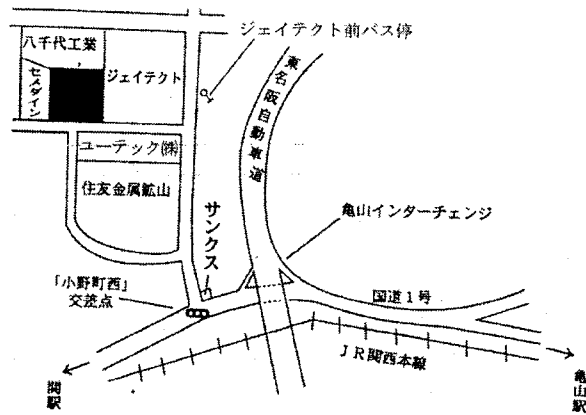 ジェイテクト前バス停
八千代工業
セメダイン
ジェイテクト
東名阪自動車道
ユーテック㈱
住友金属鉱山
サンクス
亀山インターチェンジ
「小野町西」
交差点
国道1号
JR関西本線
関駅
亀山駅